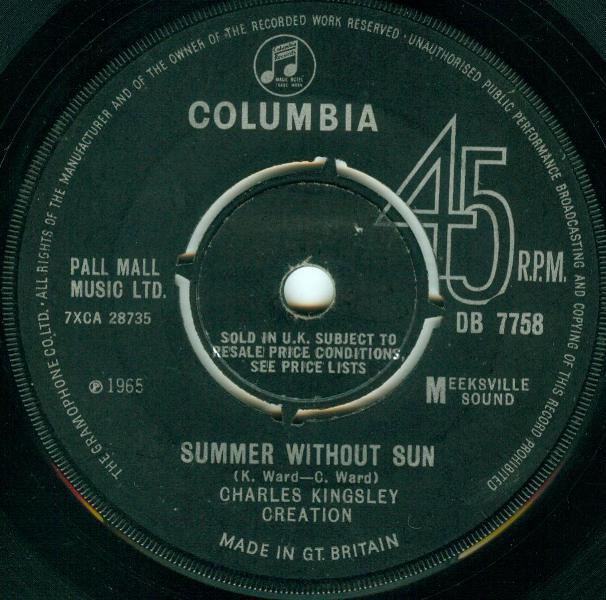 THE GRAMOPHONE CO.LTD. · ALL RIGHTS OF THE MANUFACTURER AND OF THE OWNER OF THE RECORDED WORK RESERVED · UNAUTHORISED PUBLIC PERFORMANCE BROADCASTING AND COPYING OF THIS RECORD PROHIBITED
Columbia
Records
MAGIC NOTES
TRADE MARK
COLUMBIA
45
R.P.M.
PALL MALL
MUSIC LTD.
7XCA 28735
DB 7758
SOLD IN U.K. SUBJECT TO
RESALE PRICE CONDITIONS,
SEE PRICE LISTS
℗ 1965
MEEKSVILLE
SOUND
SUMMER WITHOUT SUN
(K. Ward—C. Ward)
CHARLES KINGSLEY
CREATION
MADE IN GT. BRITAIN